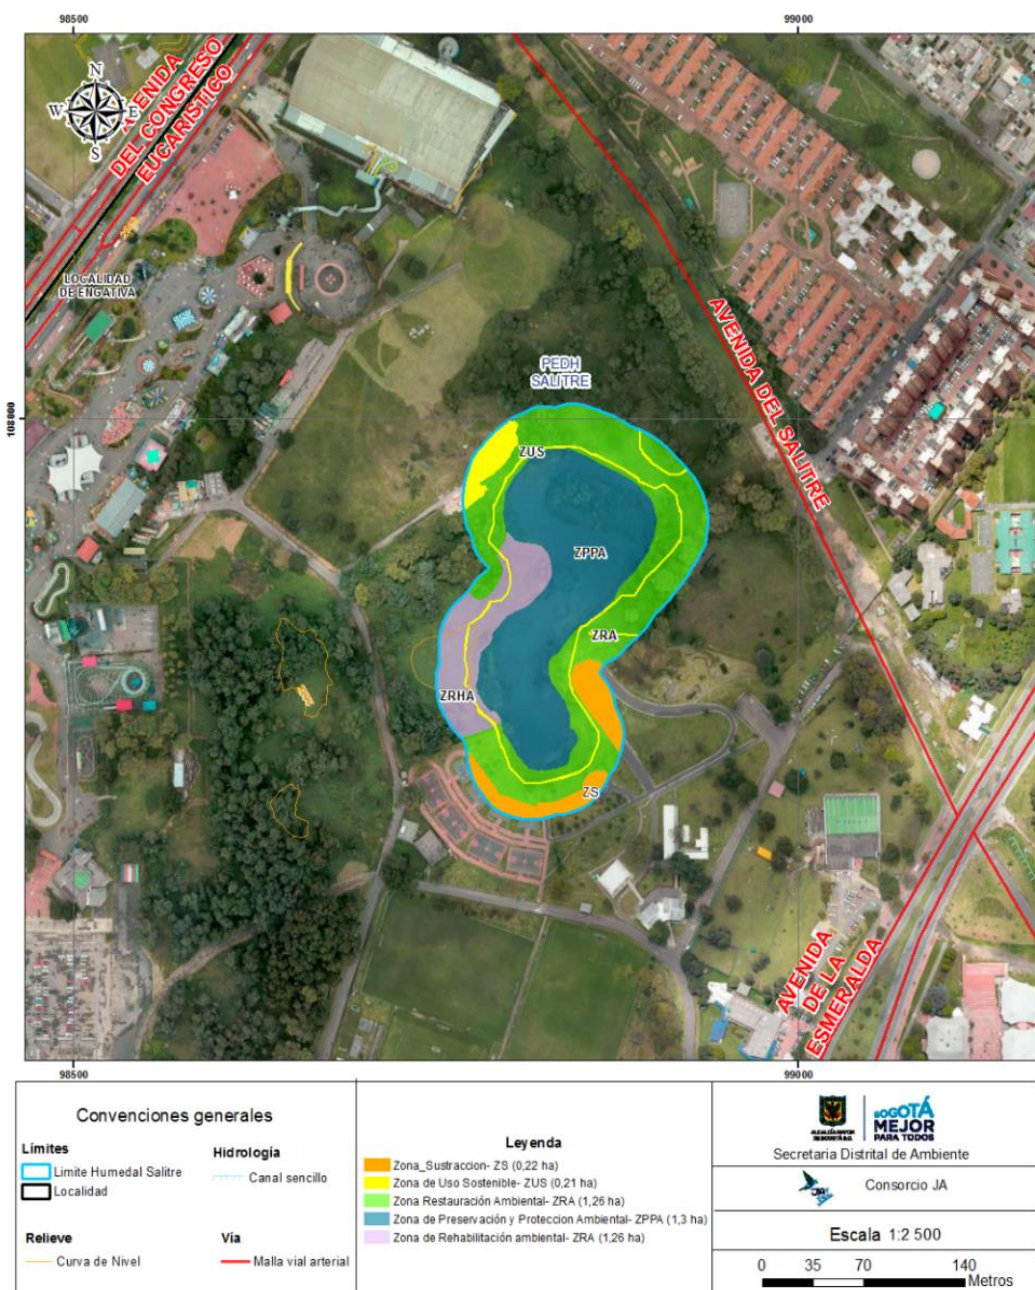 98500
99000
N
W
E
S
AVENIDA
DEL CONGRESO
EUCARISTICO
LOCALIDAD
DE ENGATIVA
AVENIDA DEL SALITRE
PEDH
SALITRE
108000
ZUS
ZPPA
ZRA
ZRHA
ZS
AVENIDA
DE LA
ESMERALDA
98500
99000
Convenciones generales
Límites
Limite Humedal Salitre
Localidad
Hidrología
Canal sencillo
Relieve
Curva de Nivel
Vía
Malla vial arterial
Leyenda
Zona_Sustraccion- ZS (0,22 ha)
Zona de Uso Sostenible- ZUS (0,21 ha)
Zona Restauración Ambiental- ZRA (1,26 ha)
Zona de Preservación y Proteccion Ambiental- ZPPA (1,3 ha)
Zona de Rehabilitación ambiental- ZRA (1,26 ha)
ALCALDÍA MAYOR
DE BOGOTÁ D.C.
BOGOTÁ
MEJOR
PARA TODOS
Secretaria Distrital de Ambiente
Consorcio JA
Escala 1:2 500
0 35 70 140
Metros